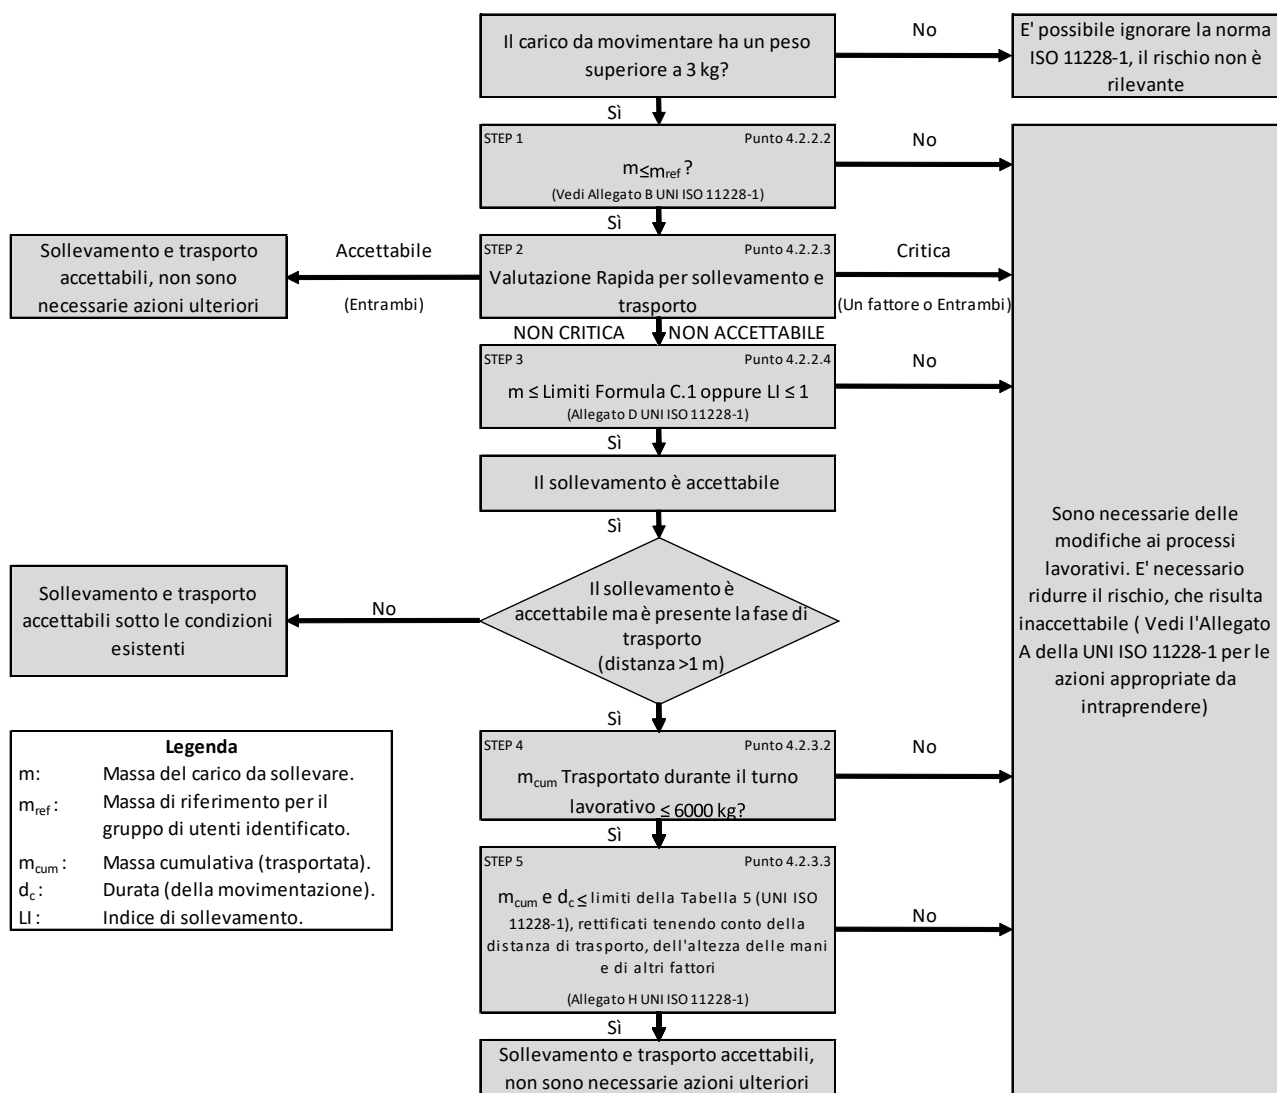 Il carico da movimentare ha un peso
superiore a 3 kg?
No
E' possibile ignorare la norma
ISO 11228-1, il rischio non è
rilevante
Sì
STEP 1 Punto 4.2.2.2
m≤mref ?
(Vedi Allegato B UNI ISO 11228-1)
No
Sì
STEP 2 Punto 4.2.2.3
Valutazione Rapida per sollevamento e
trasporto
Accettabile
(Entrambi)
Sollevamento e trasporto
accettabili, non sono
necessarie azioni ulteriori
Critica
(Un fattore o Entrambi)
NON CRITICA NON ACCETTABILE
STEP 3 Punto 4.2.2.4
m ≤ Limiti Formula C.1 oppure LI ≤ 1
(Allegato D UNI ISO 11228-1)
No
Sì
Il sollevamento è accettabile
Sì
Il sollevamento è
accettabile ma è presente la fase di
trasporto
(distanza >1 m)
No
Sollevamento e trasporto
accettabili sotto le condizioni
esistenti
Sono necessarie delle
modifiche ai processi
lavorativi. E' necessario
ridurre il rischio, che risulta
inaccettabile ( Vedi l'Allegato
A della UNI ISO 11228-1 per le
azioni appropriate da
intraprendere)
Sì
STEP 4 Punto 4.2.3.2
mcum Trasportato durante il turno
lavorativo ≤ 6000 kg?
No
Sì
STEP 5 Punto 4.2.3.3
mcum e dc ≤ limiti della Tabella 5 (UNI ISO
11228-1), rettificati tenendo conto della
distanza di trasporto, dell'altezza delle mani
e di altri fattori
(Allegato H UNI ISO 11228-1)
No
Sì
Sollevamento e trasporto accettabili,
non sono necessarie azioni ulteriori
Legenda
m: Massa del carico da sollevare.
mref : Massa di riferimento per il
gruppo di utenti identificato.
mcum : Massa cumulativa (trasportata).
dc : Durata (della movimentazione).
LI : Indice di sollevamento.